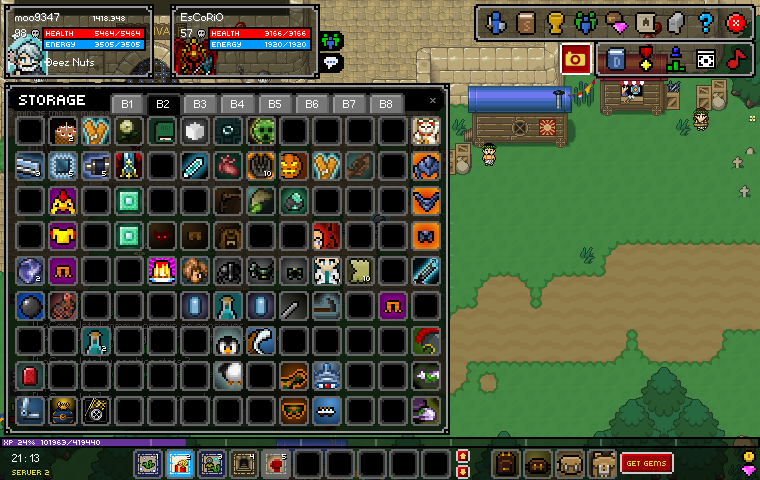 moo9347 1418.348
98 HEALTH 5464/5464
ENERGY 3505/3505
Deez Nuts
EsCoRiO
57 HEALTH 3166/3166
ENERGY 1920/1920
STORAGE B1 B2 B3 B4 B5 B6 B7 B8 ×
XP 24% 101963/419440
21:13
SERVER 2
GET GEMS